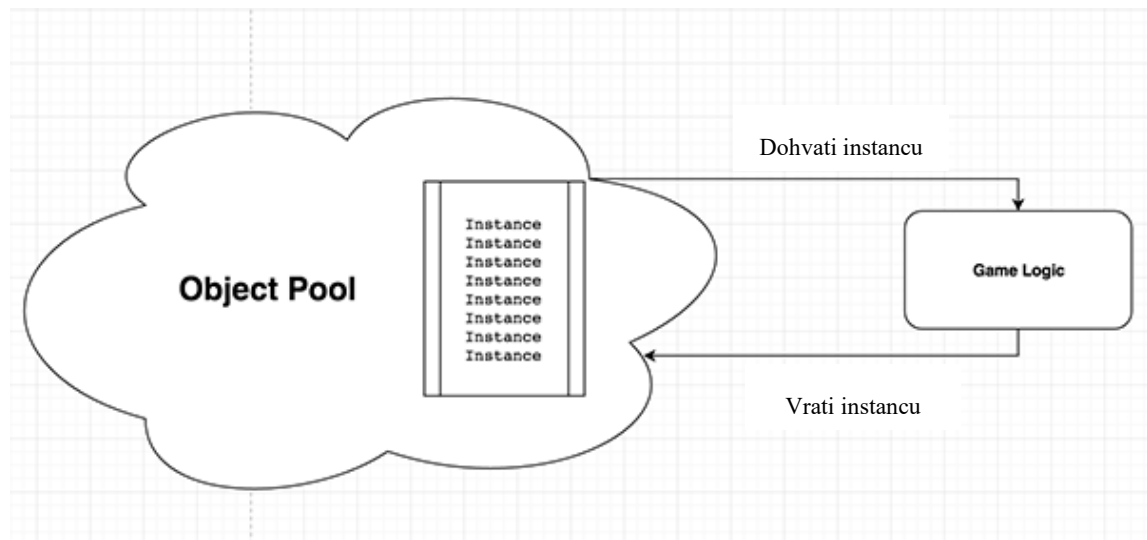 Dohvati instancu
Object Pool
Instance
Instance
Instance
Instance
Instance
Instance
Instance
Instance
Game Logic
Vrati instancu